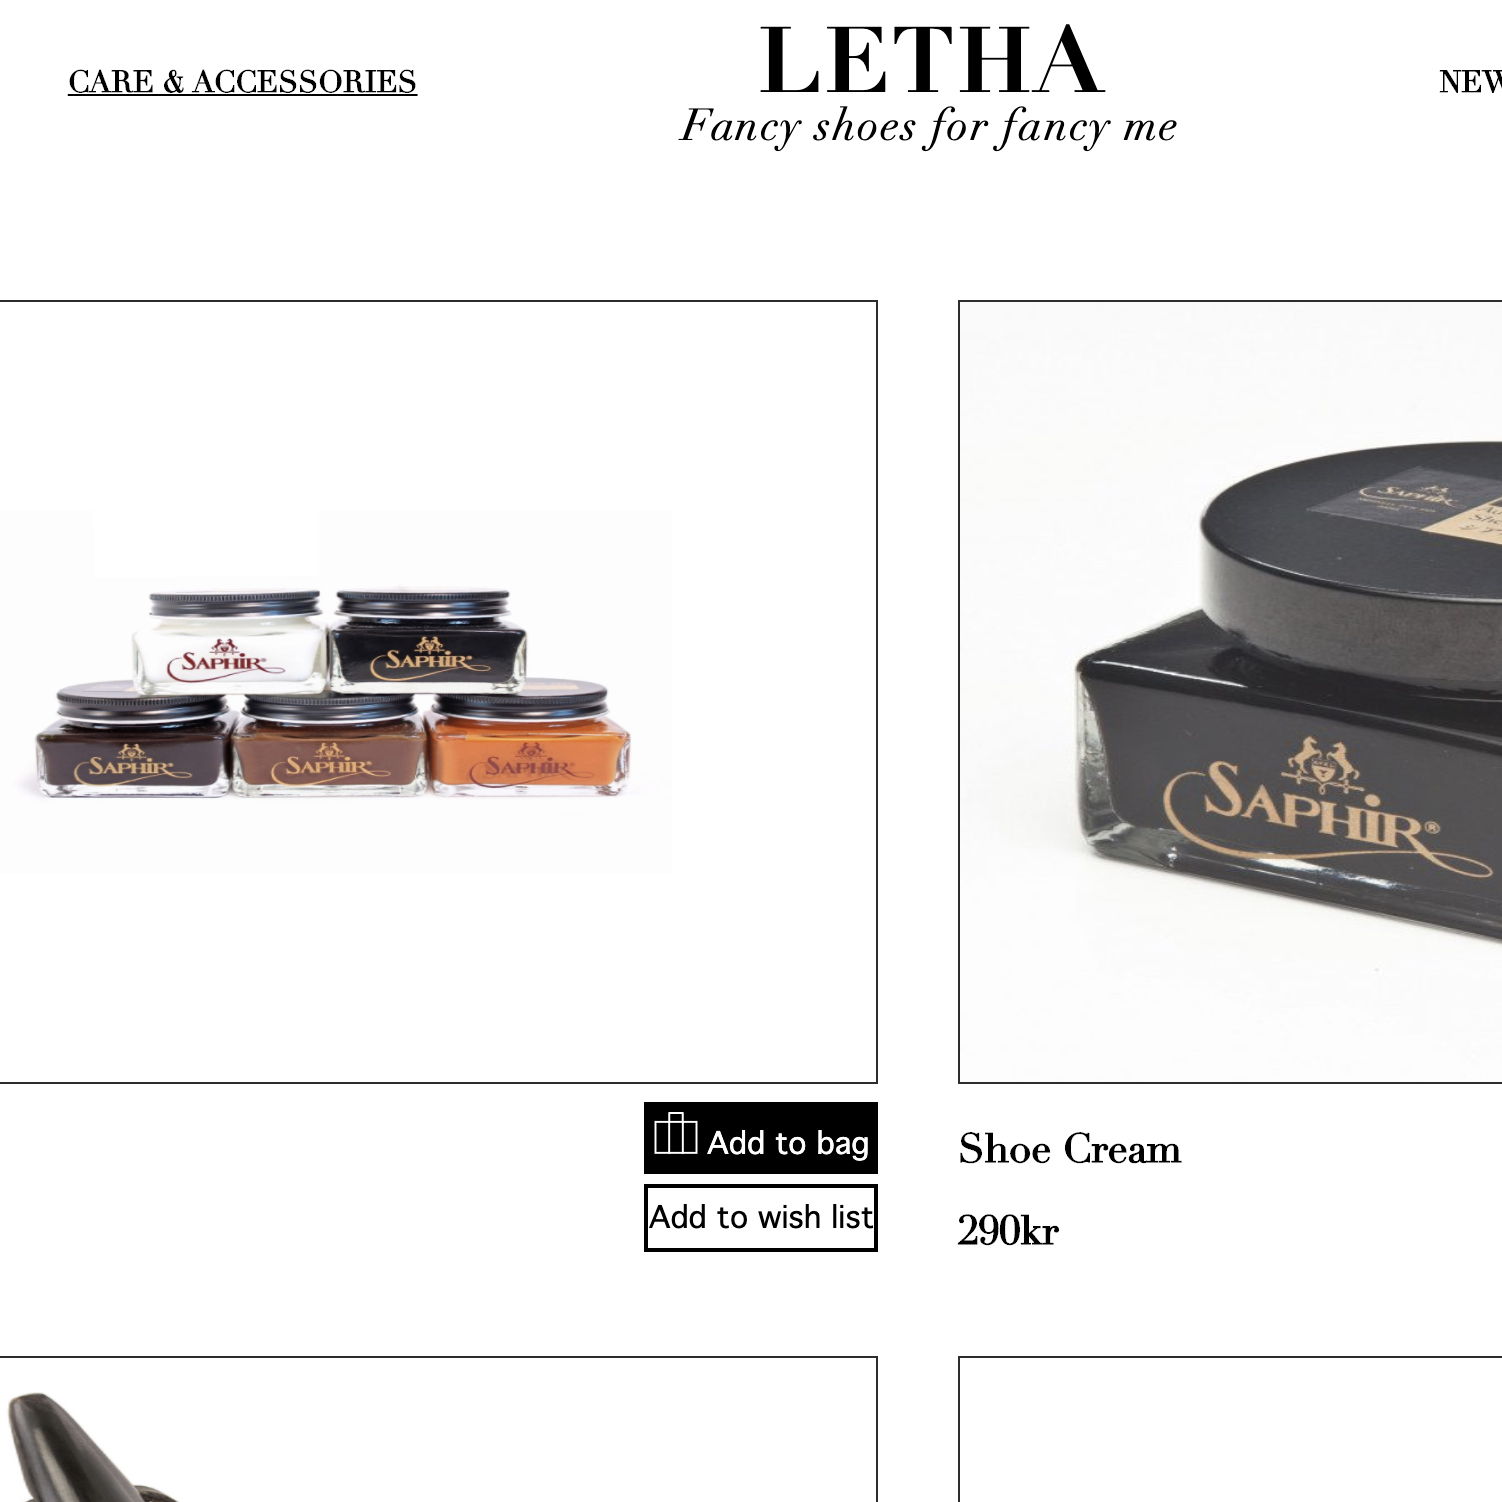 CARE & ACCESSORIES
LETHA
NEW
Fancy shoes for fancy me
SAPHIR
SAPHIR
SAPHIR
SAPHIR
SAPHIR
SAPHIR
SAPHIR®
Add to bag
Add to wish list
Shoe Cream
290kr